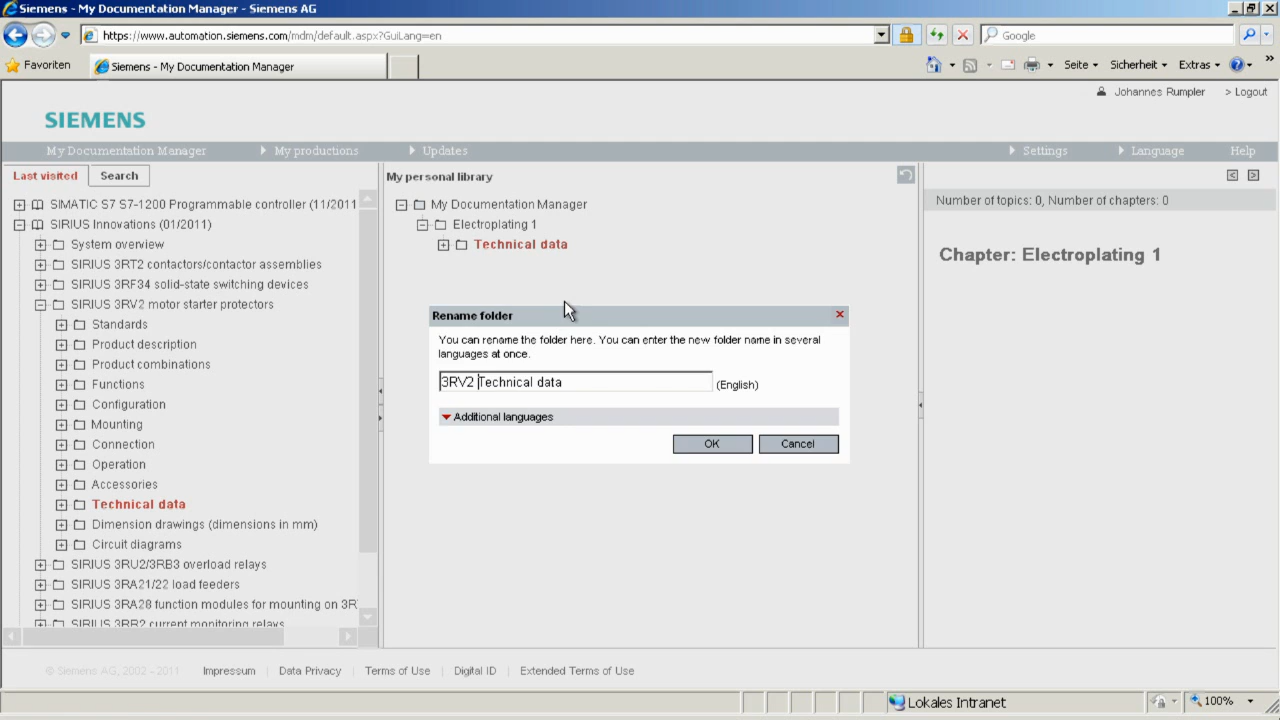 Siemens - My Documentation Manager - Siemens AG
https://www.automation.siemens.com/mdm/default.aspx?GuiLang=en
Google
Favoriten
Siemens - My Documentation Manager
Seite
Sicherheit
Extras
Johannes Rumpler
> Logout
SIEMENS
My Documentation Manager
My productions
Updates
Settings
Language
Help
Last visited
Search
SIMATIC S7 S7-1200 Programmable controller (11/2011
SIRIUS Innovations (01/2011)
System overview
SIRIUS 3RT2 contactors/contactor assemblies
SIRIUS 3RF34 solid-state switching devices
SIRIUS 3RV2 motor starter protectors
Standards
Product description
Product combinations
Functions
Configuration
Mounting
Connection
Operation
Accessories
Technical data
Dimension drawings (dimensions in mm)
Circuit diagrams
SIRIUS 3RU2/3RB3 overload relays
SIRIUS 3RA21/22 load feeders
SIRIUS 3RA28 function modules for mounting on 3R
SIRIUS 3RR2 current monitoring relays
My personal library
My Documentation Manager
Electroplating 1
Technical data
Number of topics: 0, Number of chapters: 0
Chapter: Electroplating 1
Rename folder
You can rename the folder here. You can enter the new folder name in several
languages at once.
3RV2 Technical data
(English)
Additional languages
OK
Cancel
© Siemens AG, 2002 - 2011
Impressum | Data Privacy | Terms of Use | Digital ID | Extended Terms of Use
Lokales Intranet
100%